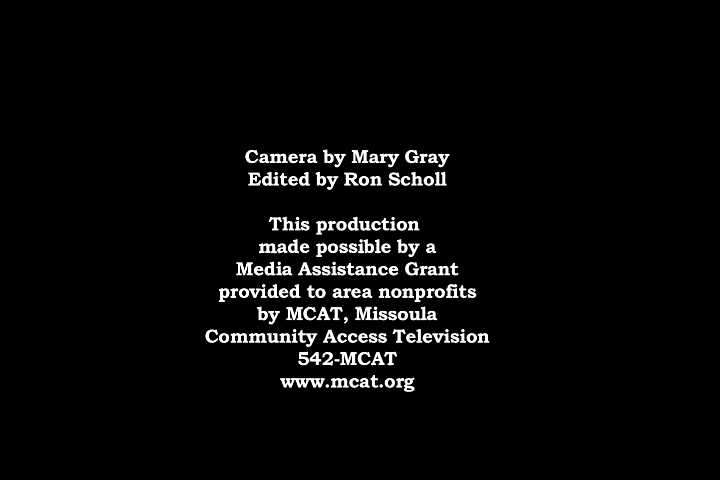 Camera by Mary Gray
Edited by Ron Scholl
This production
made possible by a
Media Assistance Grant
provided to area nonprofits
by MCAT, Missoula
Community Access Television
542-MCAT
www.mcat.org